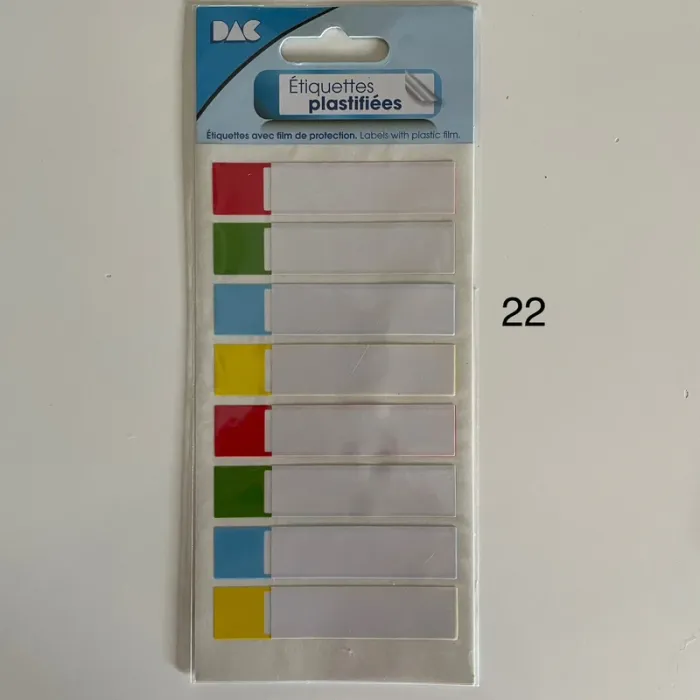 DAC
Étiquettes
plastifiées
Étiquettes avec film de protection. Labels with plastic film.
22